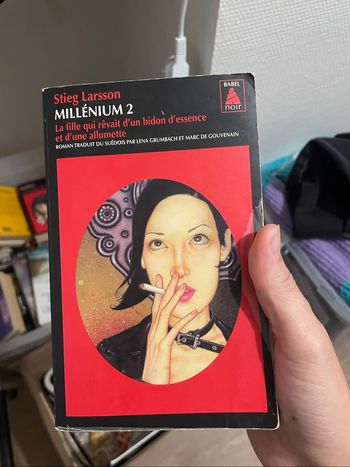 Stieg Larsson
MILLÉNIUM 2
La fille qui rêvait d'un bidon d'essence
et d'une allumette
ROMAN TRADUIT DU SUÉDOIS PAR LENA GRUMBACH ET MARC DE GOUVENAIN
BABEL
noir